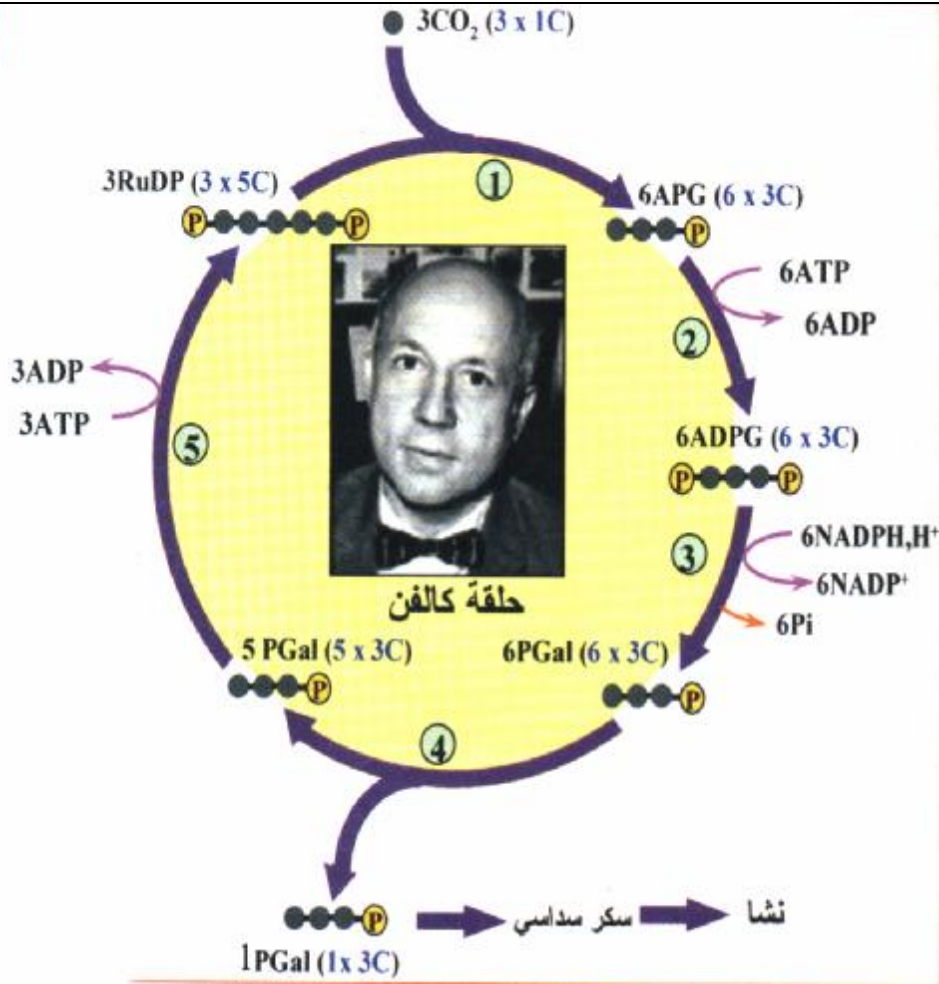 3CO₂ (3 x 1C)
1
3RuDP (3 x 5C)
P P
6APG (6 x 3C)
P
6ATP
6ADP
2
3ADP
3ATP
5
6ADPG (6 x 3C)
P P
3
6NADPH,H⁺
6NADP⁺
6Pi
حلقة كالفن
5 PGal (5 x 3C)
P
6PGal (6 x 3C)
P
4
P
سكر سداسي
نشا
1PGal (1x 3C)